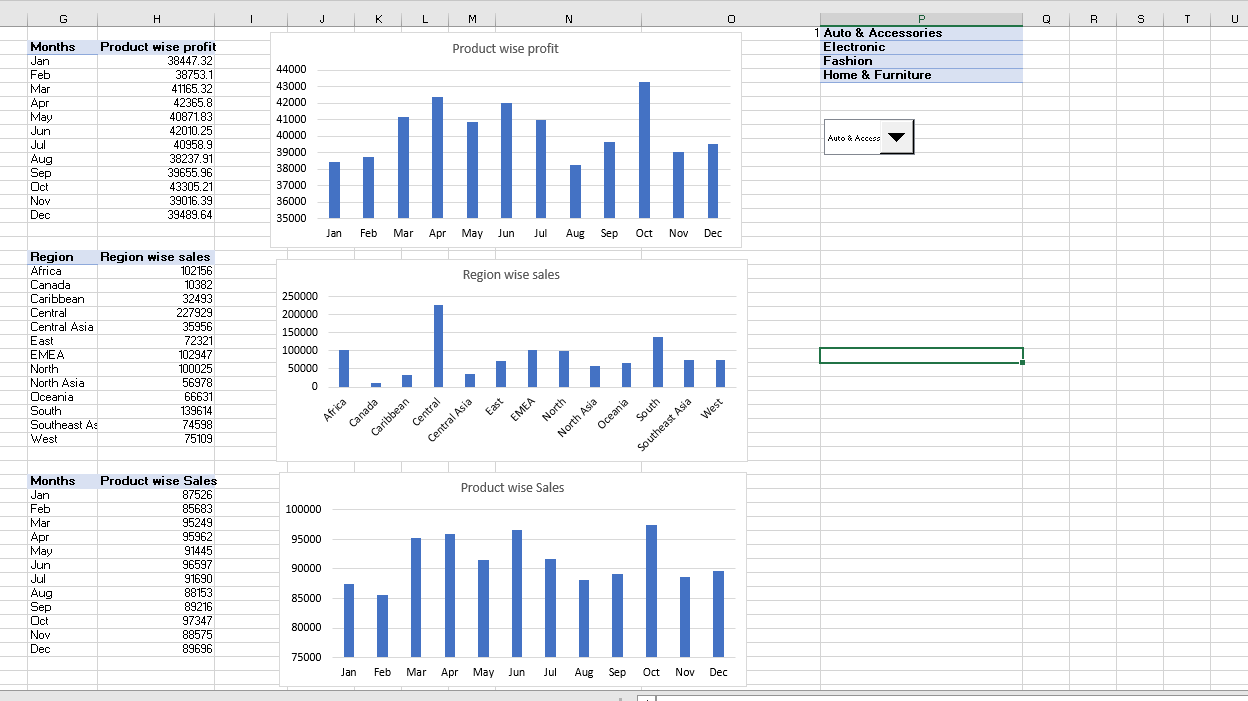 G H I J K L M N O P Q R S T U
Months Product wise profit
Jan 38447.32
Feb 38753.1
Mar 41165.32
Apr 42365.8
May 40871.83
Jun 42010.25
Jul 40958.9
Aug 38237.91
Sep 39655.96
Oct 43305.21
Nov 39016.39
Dec 39489.64
Product wise profit
44000
43000
42000
41000
40000
39000
38000
37000
36000
35000
Jan Feb Mar Apr May Jun Jul Aug Sep Oct Nov Dec
1 Auto & Accessories
Electronic
Fashion
Home & Furniture
Auto & Access
Region Region wise sales
Africa 102156
Canada 10382
Caribbean 32493
Central 227929
Central Asia 35956
East 72321
EMEA 102947
North 100025
North Asia 56978
Oceania 66631
South 139614
Southeast As 74598
West 75109
Region wise sales
250000
200000
150000
100000
50000
0
Africa Canada Caribbean Central Central Asia East EMEA North North Asia Oceania South Southeast Asia West
Months Product wise Sales
Jan 87526
Feb 85683
Mar 95249
Apr 95962
May 91445
Jun 96597
Jul 91690
Aug 88153
Sep 89216
Oct 97347
Nov 88575
Dec 89696
Product wise Sales
100000
95000
90000
85000
80000
75000
Jan Feb Mar Apr May Jun Jul Aug Sep Oct Nov Dec